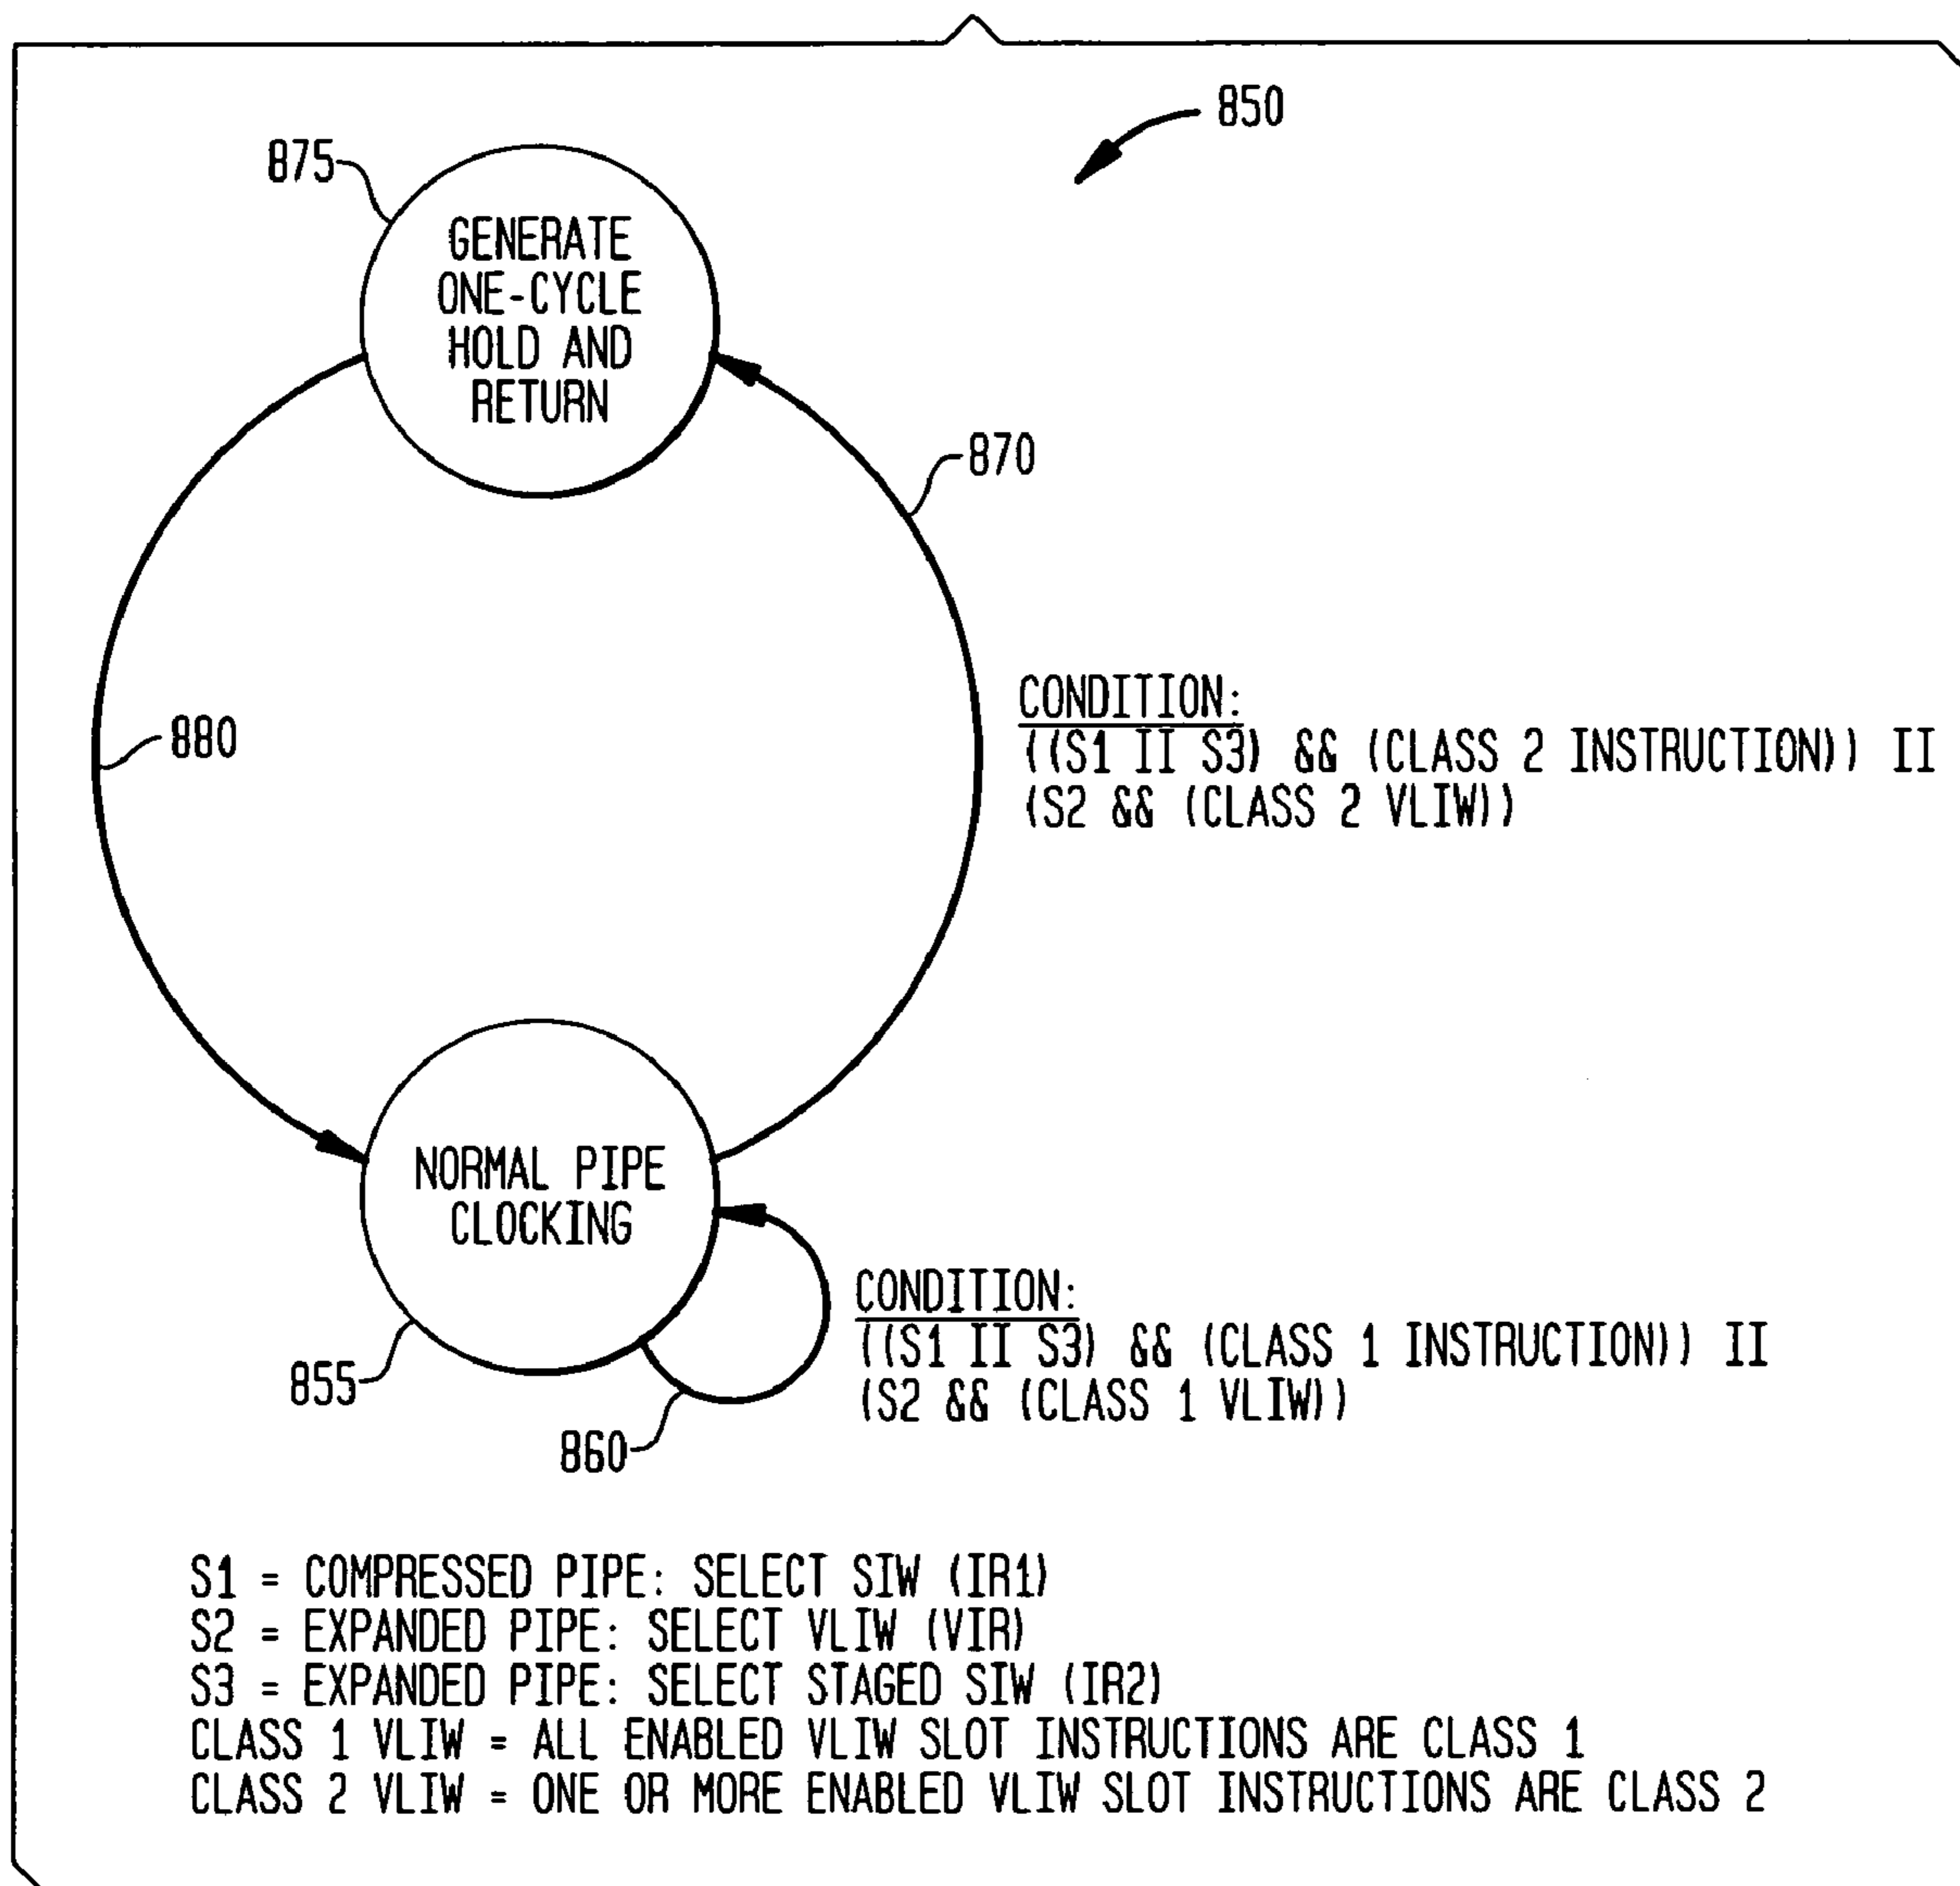 850
875
GENERATE
ONE-CYCLE
HOLD AND
RETURN
870
880
CONDITION:
((S1 II S3) && (CLASS 2 INSTRUCTION)) II
(S2 && (CLASS 2 VLIW))
NORMAL PIPE
CLOCKING
855
860
CONDITION:
((S1 II S3) && (CLASS 1 INSTRUCTION)) II
(S2 && (CLASS 1 VLIW))
S1 = COMPRESSED PIPE: SELECT SIW (IR1)
S2 = EXPANDED PIPE: SELECT VLIW (VIR)
S3 = EXPANDED PIPE: SELECT STAGED SIW (IR2)
CLASS 1 VLIW = ALL ENABLED VLIW SLOT INSTRUCTIONS ARE CLASS 1
CLASS 2 VLIW = ONE OR MORE ENABLED VLIW SLOT INSTRUCTIONS ARE CLASS 2